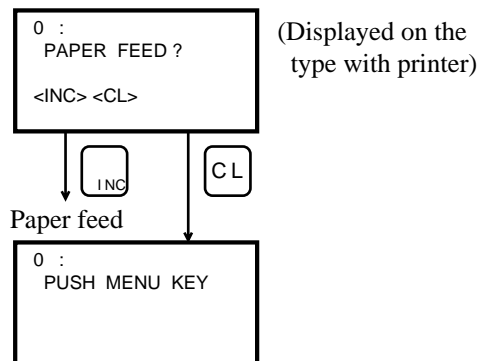 0 :
PAPER FEED ?
<INC> <CL>
(Displayed on the
type with printer)
INC
CL
Paper feed
0 :
PUSH MENU KEY